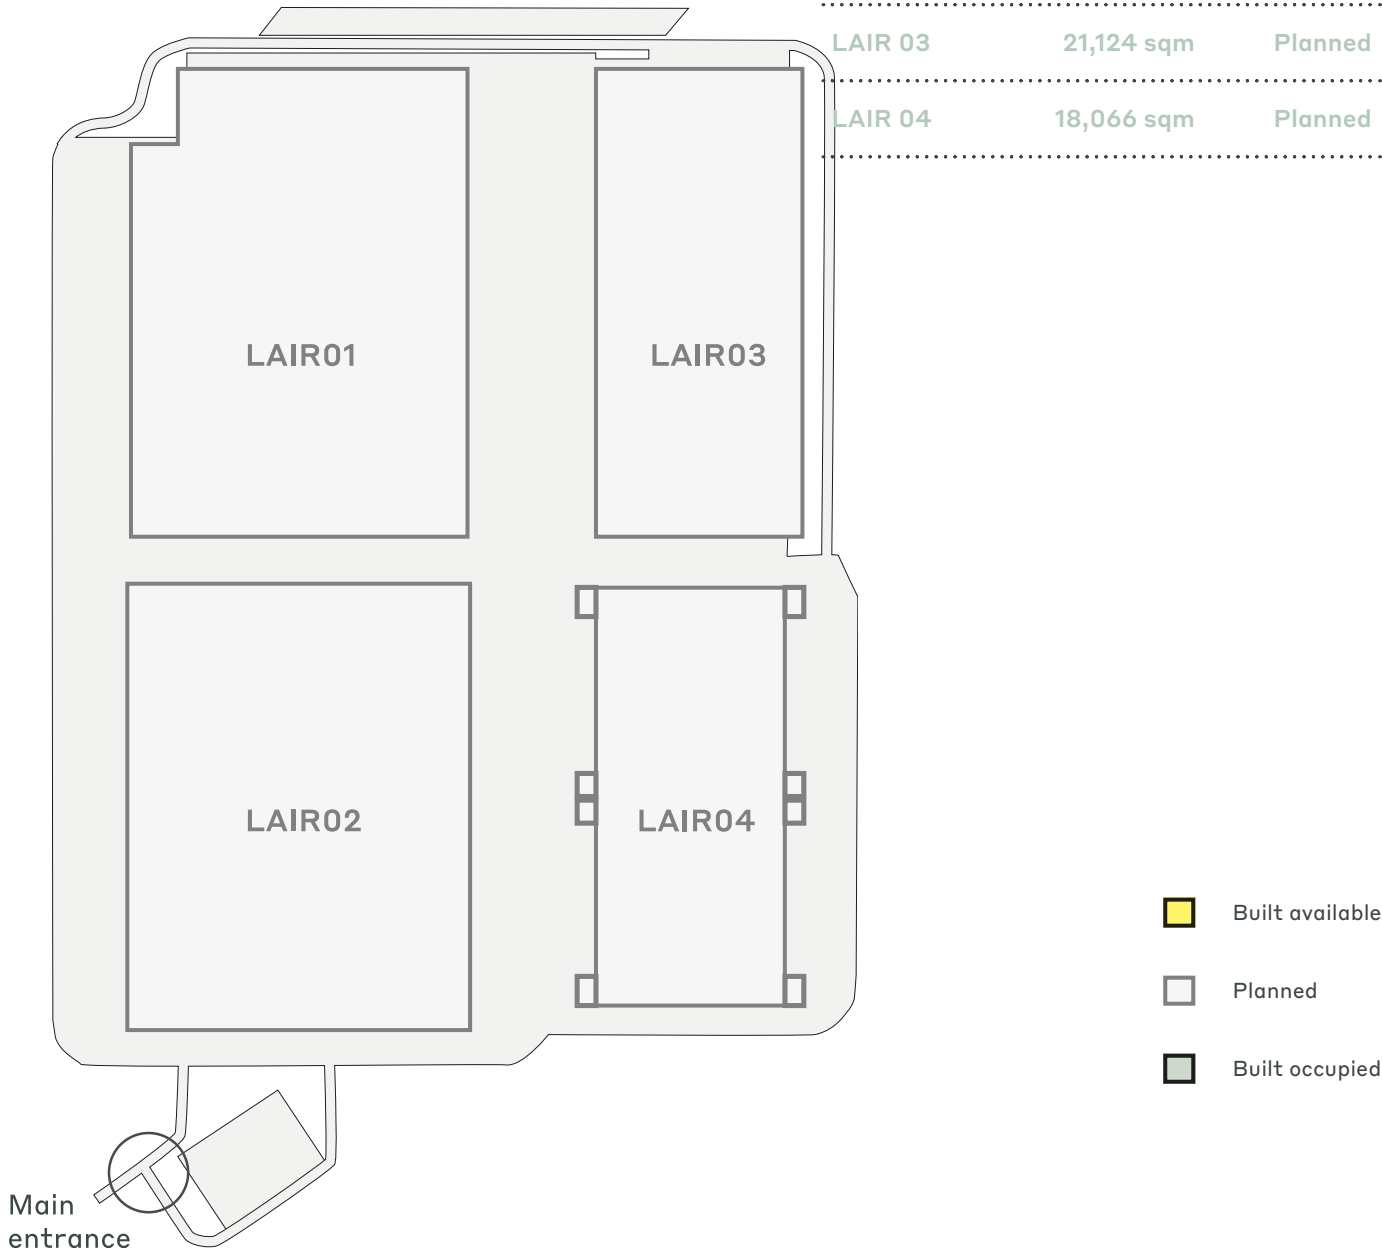 LAIR 03 21,124 sqm Planned
LAIR 04 18,066 sqm Planned
LAIR01
LAIR03
LAIR02
LAIR04
Built available
Planned
Built occupied
Main
entrance